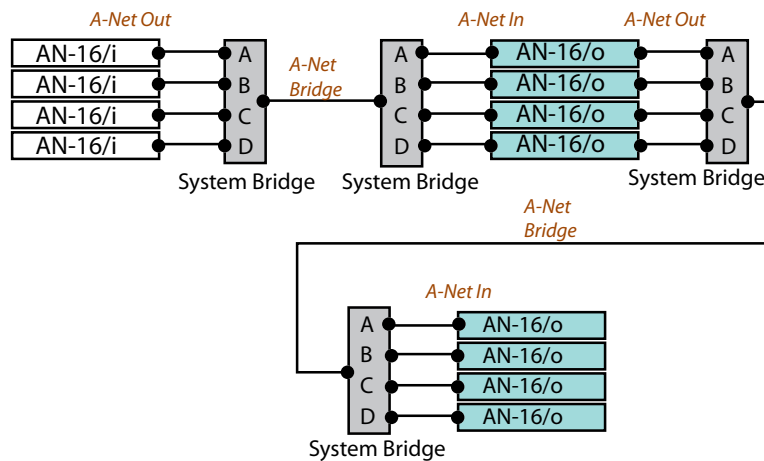 A-Net Out A-Net In A-Net Out
AN-16/i A A AN-16/o A
A-Net
Bridge
AN-16/i B B AN-16/o B
AN-16/i C C AN-16/o C
AN-16/i D D AN-16/o D
System Bridge System Bridge System Bridge
A-Net
Bridge
A-Net In
A AN-16/o
B AN-16/o
C AN-16/o
D AN-16/o
System Bridge